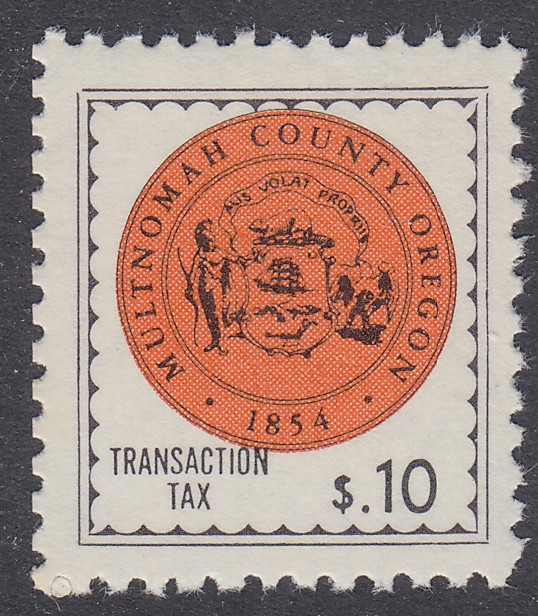 MULTNOMAH COUNTY OREGON
ALIS VOLAT PROPRIIS
· 1854 ·
TRANSACTION
TAX
$.10